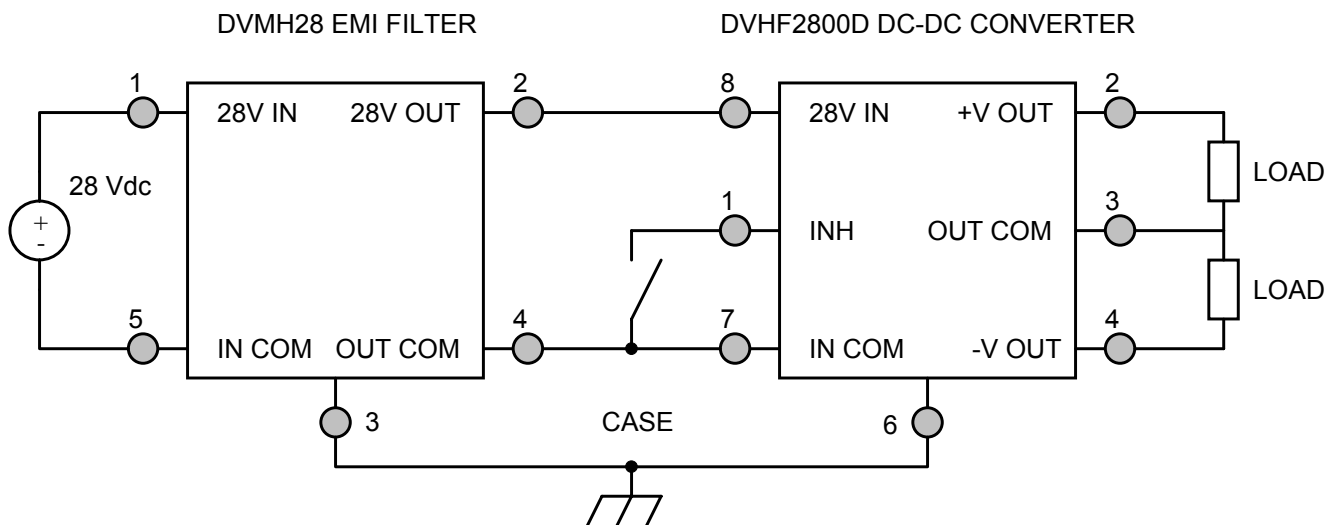 DVMH28 EMI FILTER
DVHF2800D DC-DC CONVERTER
1
28V IN
28V OUT
2
8
28V IN
+V OUT
2
28 Vdc
+
-
1
INH
OUT COM
3
LOAD
LOAD
5
IN COM
OUT COM
4
7
IN COM
-V OUT
4
3
CASE
6